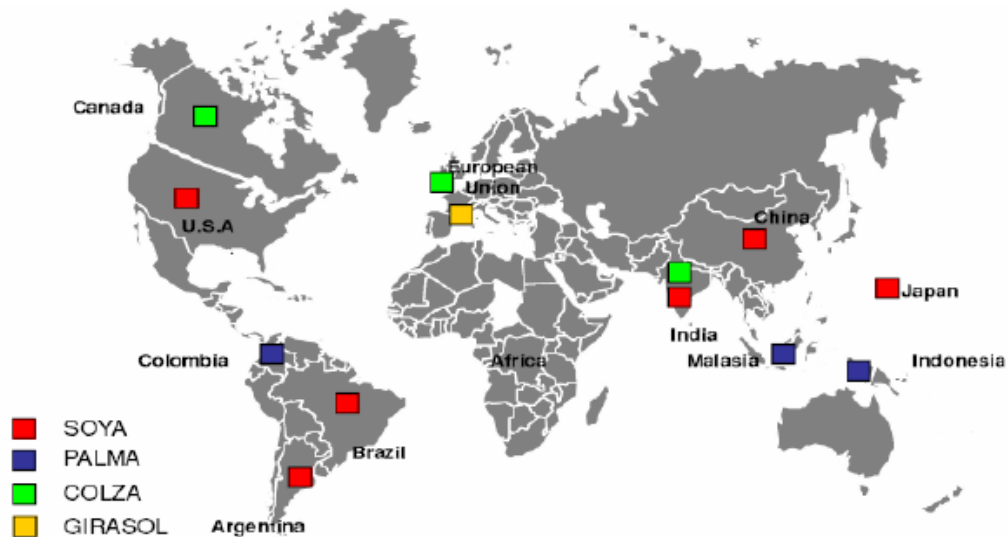 Canada
European
Union
U.S.A
China
Japan
India
Colombia
Africa
Malasia
Indonesia
Brazil
Argentina
SOYA
PALMA
COLZA
GIRASOL